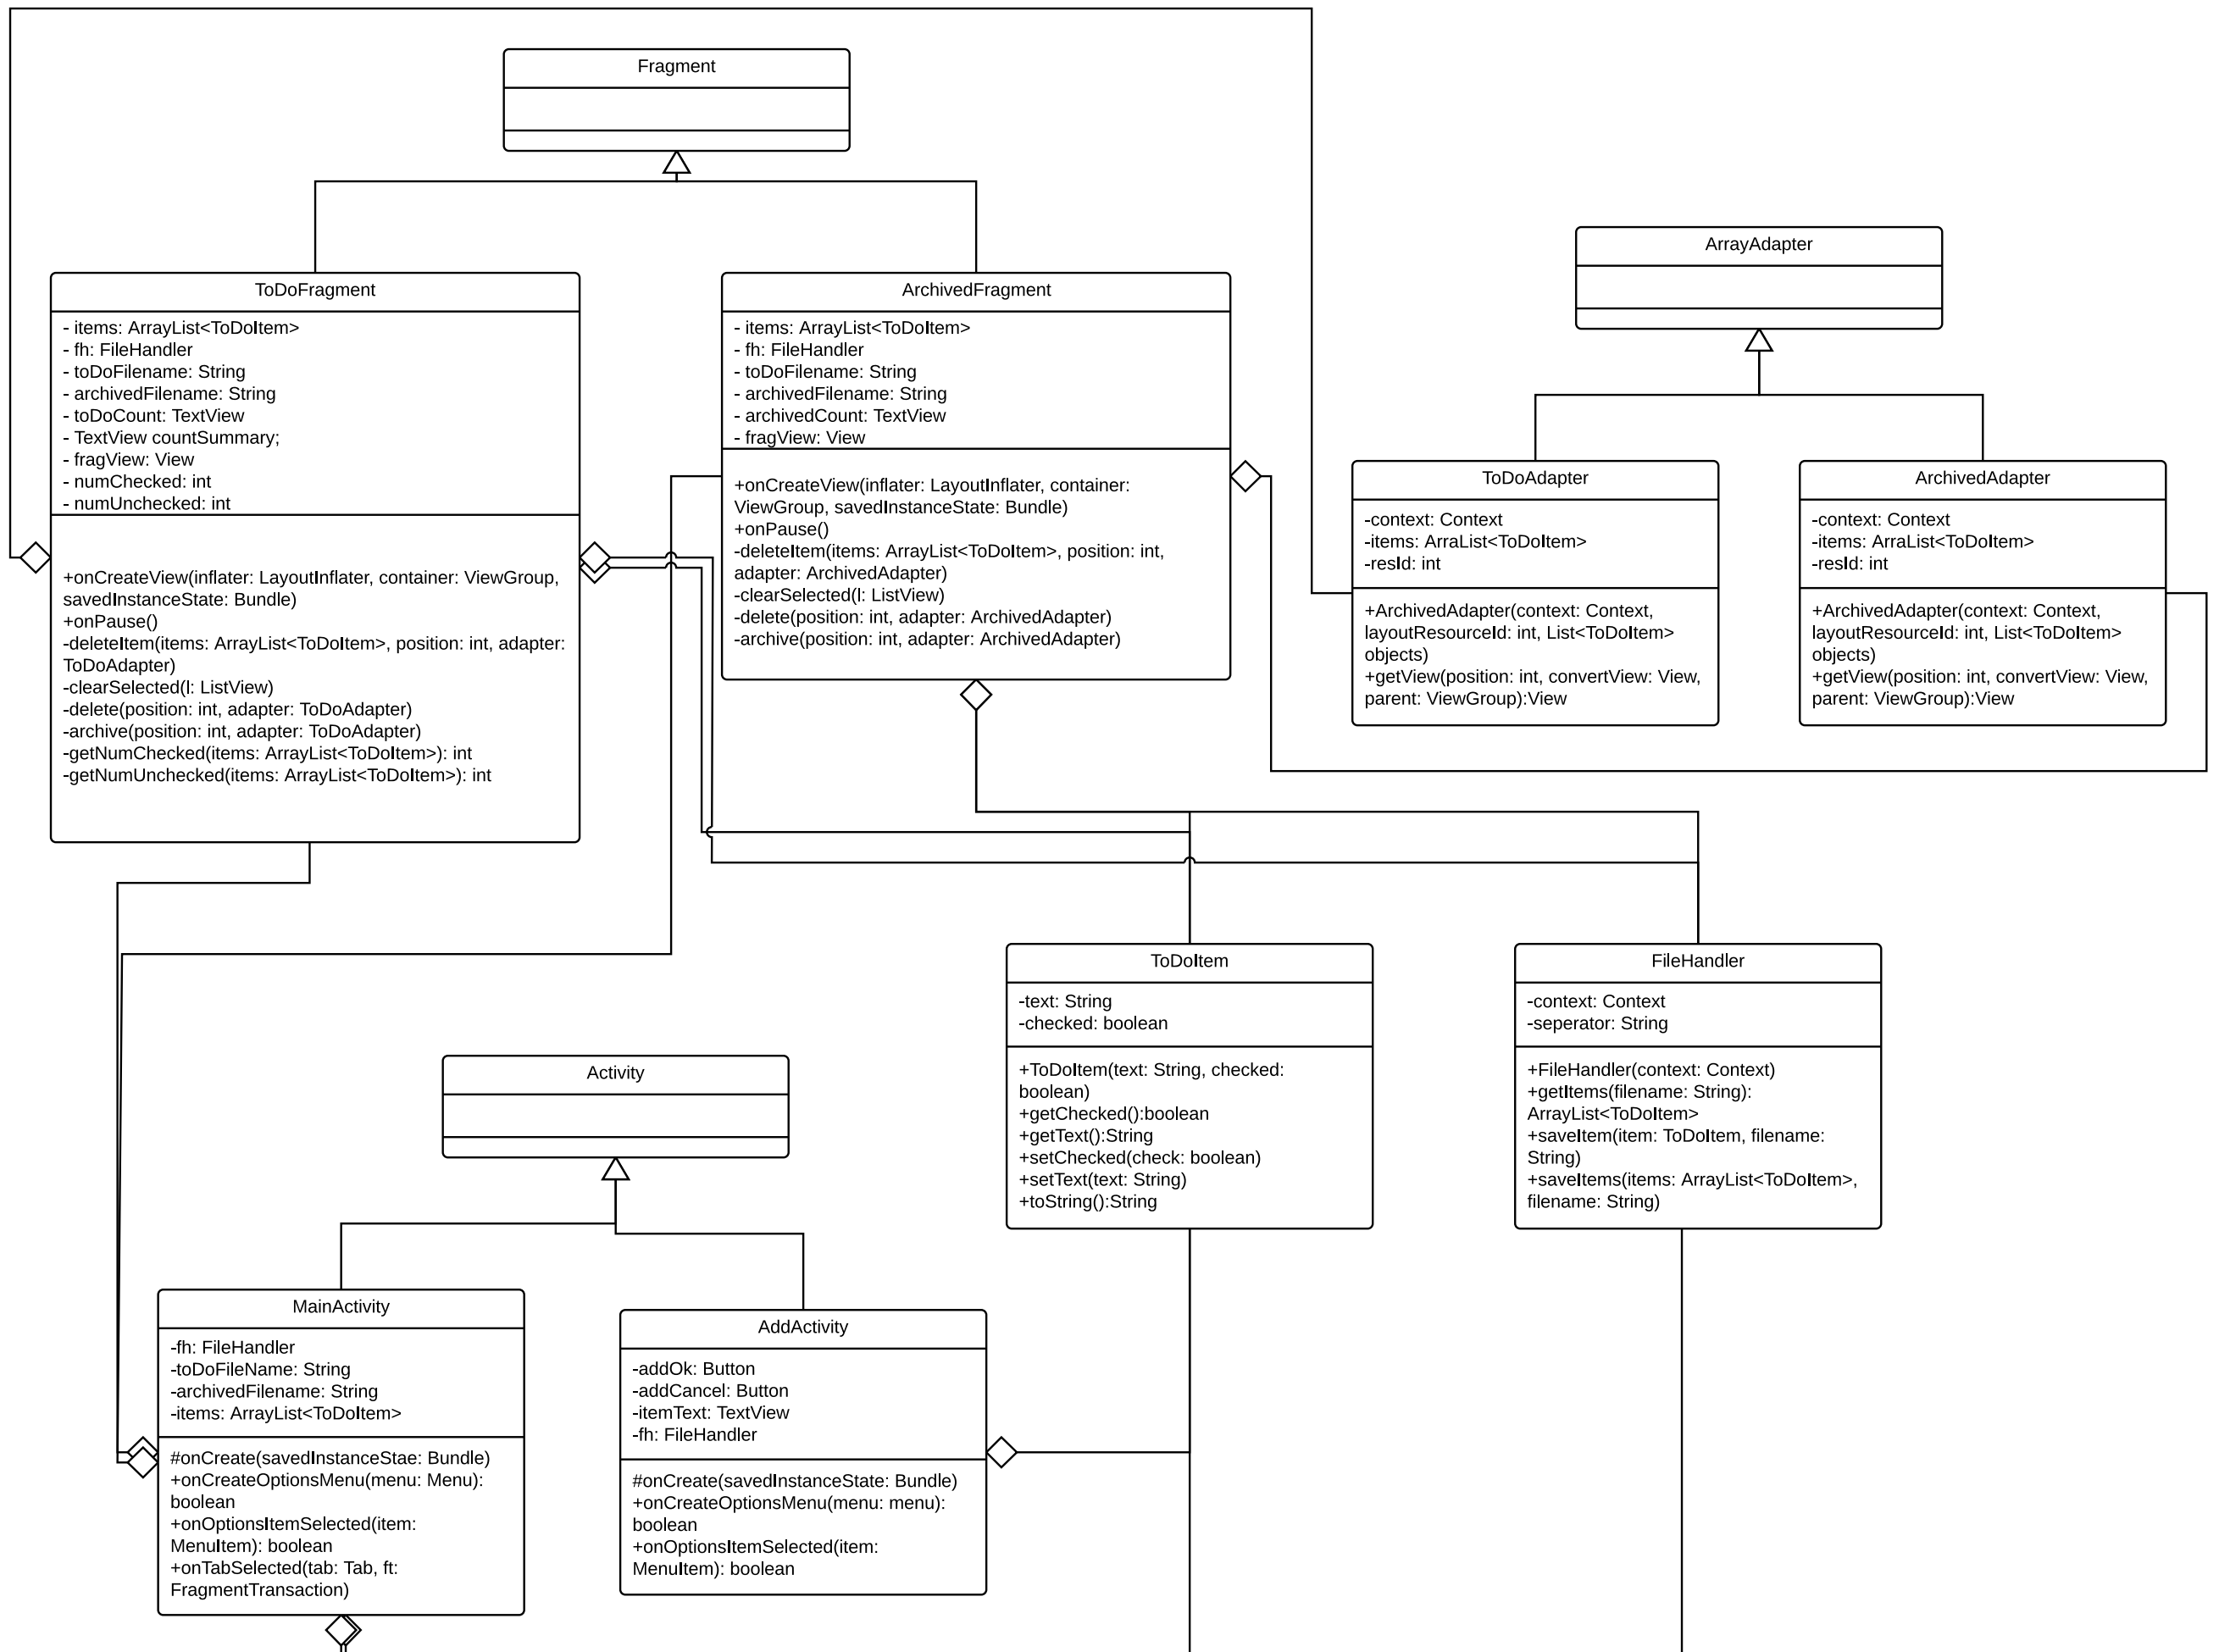 Fragment
ArrayAdapter
ToDoFragment
- items: ArrayList<ToDoItem>
- fh: FileHandler
- toDoFilename: String
- archivedFilename: String
- toDoCount: TextView
- TextView countSummary;
- fragView: View
- numChecked: int
- numUnchecked: int
+onCreateView(inflater: LayoutInflater, container: ViewGroup,
savedInstanceState: Bundle)
+onPause()
-deleteItem(items: ArrayList<ToDoItem>, position: int, adapter:
ToDoAdapter)
-clearSelected(l: ListView)
-delete(position: int, adapter: ToDoAdapter)
-archive(position: int, adapter: ToDoAdapter)
-getNumChecked(items: ArrayList<ToDoItem>): int
-getNumUnchecked(items: ArrayList<ToDoItem>): int
ArchivedFragment
- items: ArrayList<ToDoItem>
- fh: FileHandler
- toDoFilename: String
- archivedFilename: String
- archivedCount: TextView
- fragView: View
+onCreateView(inflater: LayoutInflater, container:
ViewGroup, savedInstanceState: Bundle)
+onPause()
-deleteItem(items: ArrayList<ToDoItem>, position: int,
adapter: ArchivedAdapter)
-clearSelected(l: ListView)
-delete(position: int, adapter: ArchivedAdapter)
-archive(position: int, adapter: ArchivedAdapter)
ToDoAdapter
-context: Context
-items: ArraList<ToDoItem>
-resId: int
+ArchivedAdapter(context: Context,
layoutResourceId: int, List<ToDoItem>
objects)
+getView(position: int, convertView: View,
parent: ViewGroup):View
ArchivedAdapter
-context: Context
-items: ArraList<ToDoItem>
-resId: int
+ArchivedAdapter(context: Context,
layoutResourceId: int, List<ToDoItem>
objects)
+getView(position: int, convertView: View,
parent: ViewGroup):View
ToDoItem
-text: String
-checked: boolean
+ToDoItem(text: String, checked:
boolean)
+getChecked():boolean
+getText():String
+setChecked(check: boolean)
+setText(text: String)
+toString():String
FileHandler
-context: Context
-seperator: String
+FileHandler(context: Context)
+getItems(filename: String):
ArrayList<ToDoItem>
+saveItem(item: ToDoItem, filename:
String)
+saveItems(items: ArrayList<ToDoItem>,
filename: String)
Activity
MainActivity
-fh: FileHandler
-toDoFileName: String
-archivedFilename: String
-items: ArrayList<ToDoItem>
#onCreate(savedInstanceStae: Bundle)
+onCreateOptionsMenu(menu: Menu):
boolean
+onOptionsItemSelected(item:
MenuItem): boolean
+onTabSelected(tab: Tab, ft:
FragmentTransaction)
AddActivity
-addOk: Button
-addCancel: Button
-itemText: TextView
-fh: FileHandler
#onCreate(savedInstanceState: Bundle)
+onCreateOptionsMenu(menu: menu):
boolean
+onOptionsItemSelected(item:
MenuItem): boolean